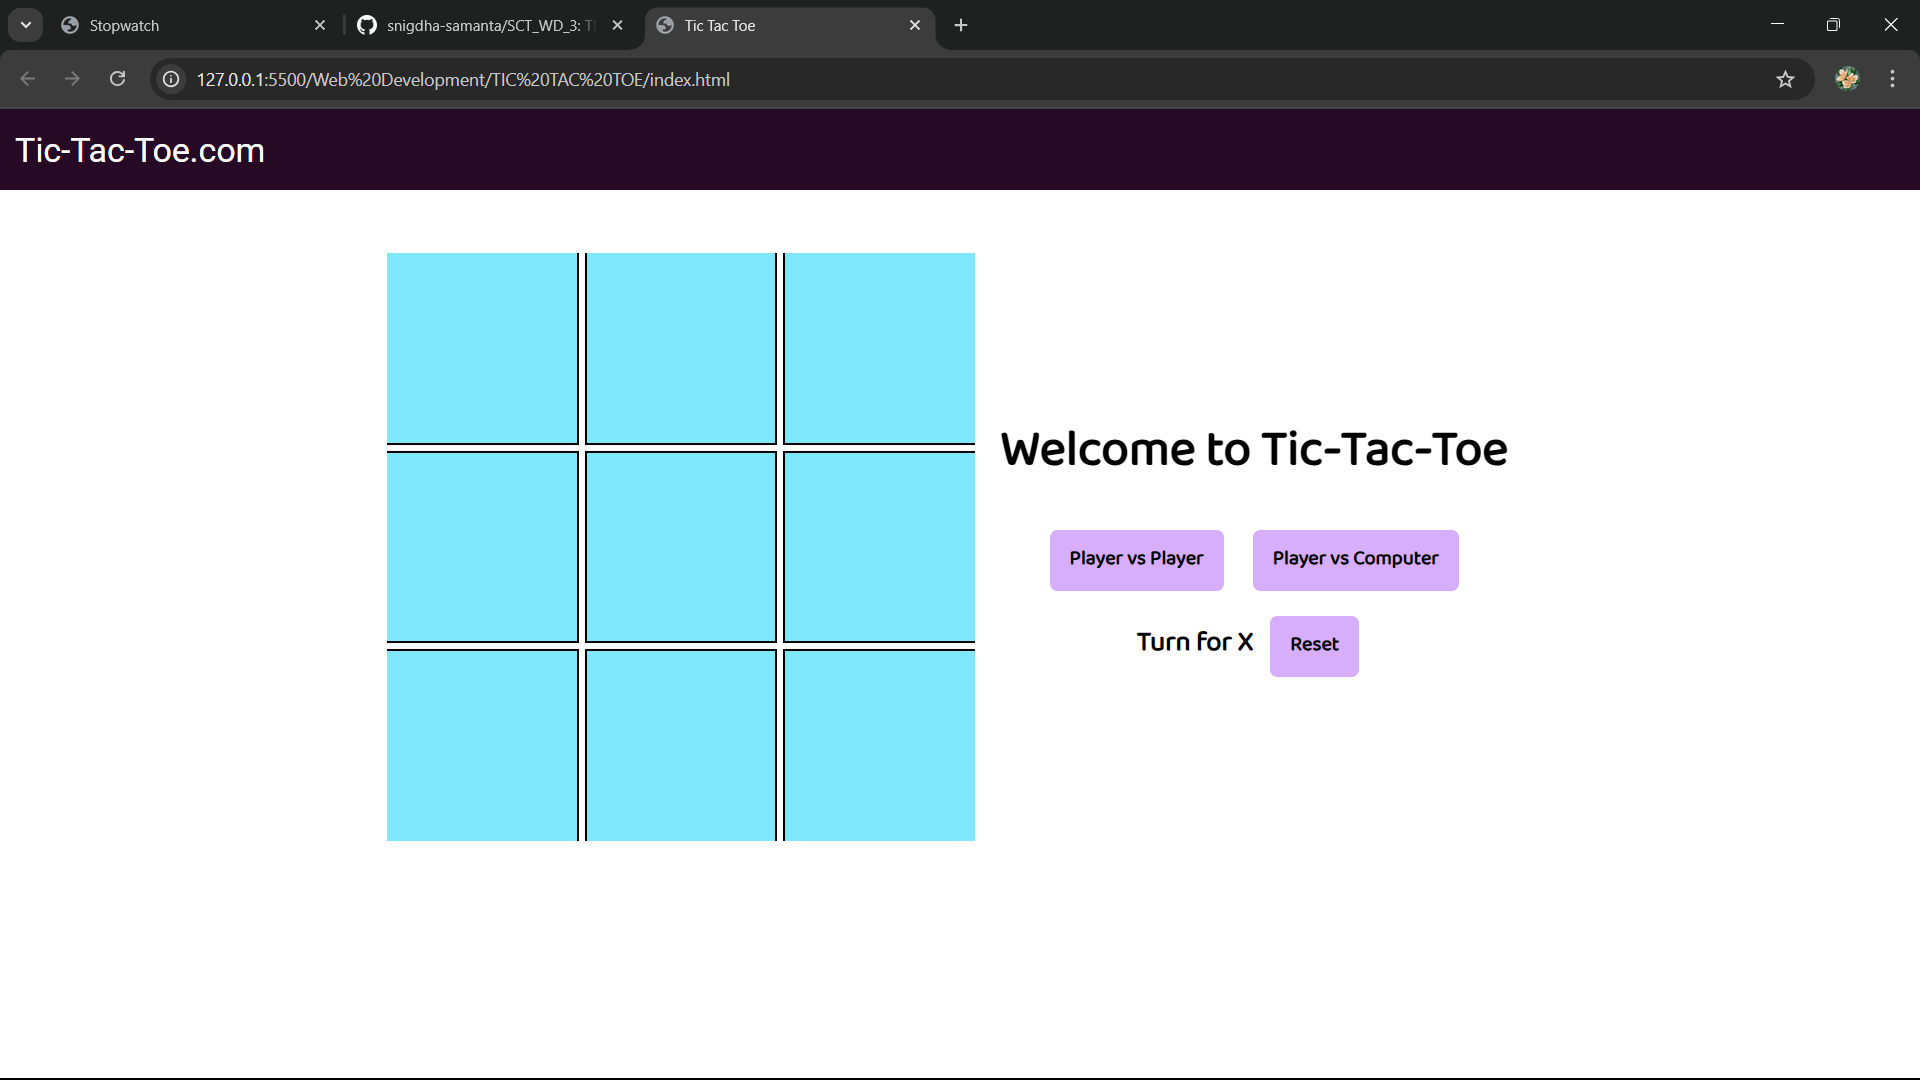 Stopwatch
snigdha-samanta/SCT_WD_3:
Tic Tac Toe
127.0.0.1:5500/Web%20Development/TIC%20TAC%20TOE/index.html
Tic-Tac-Toe.com
Welcome to Tic-Tac-Toe
Player vs Player
Player vs Computer
Turn for X
Reset